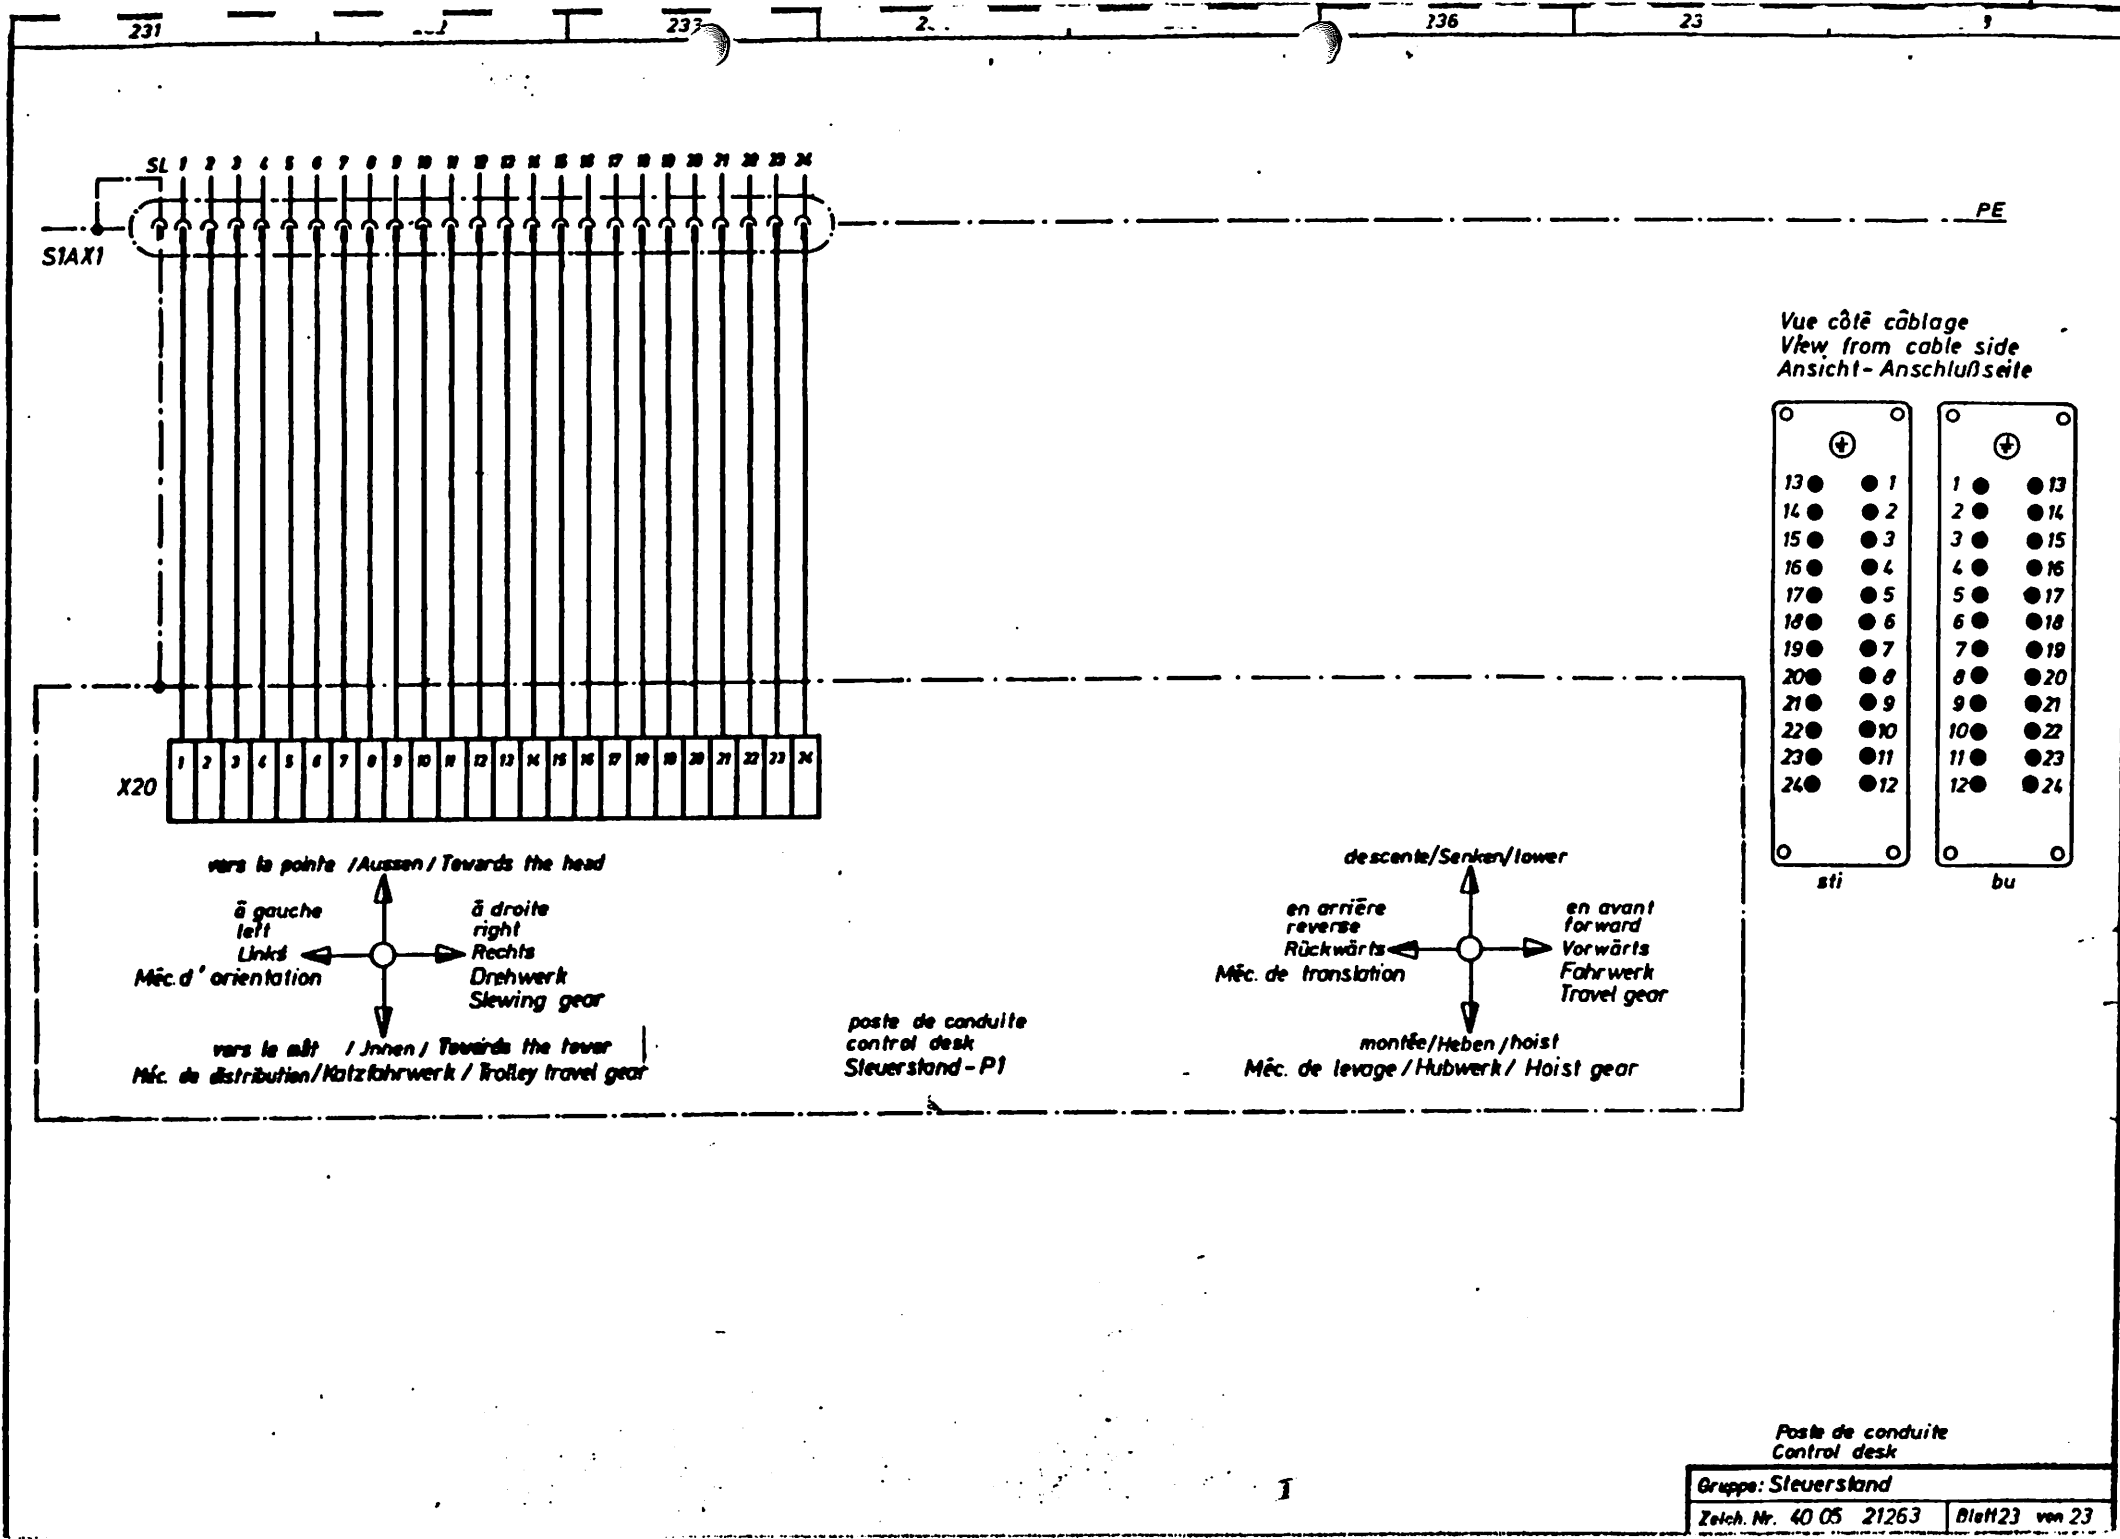 231 233 236 23
SL 1 2 3 4 5 6 7 8 9 10 11 12 13 14 15 16 17 18 19 20 21 22 23 24
PE
S1AX1
Vue côté câblage
View from cable side
Ansicht-Anschlußseite
13 1 1 13
14 2 2 14
15 3 3 15
16 4 4 16
17 5 5 17
18 6 6 18
19 7 7 19
20 8 8 20
21 9 9 21
22 10 10 22
23 11 11 23
24 12 12 24
sti bu
X20 1 2 3 4 5 6 7 8 9 10 11 12 13 14 15 16 17 18 19 20 21 22 23 24
vers la pointe /Aussen/Towards the head
à gauche
left
Links
Méc. d'orientation
à droite
right
Rechts
Drehwerk
Slewing gear
vers le mât /Jnnen/ Towards the tower
Méc. de distribution/Katzfahrwerk/Trolley travel gear
poste de conduite
control desk
Steuerstand-P1
descente/Senken/lower
en arrière
reverse
Rückwärts
Méc. de translation
en avant
forward
Vorwärts
Fahrwerk
Travel gear
montée/Heben/hoist
Méc. de levage/Hubwerk/Hoist gear
1
Poste de conduite
Control desk
Gruppe: Steuerstand
Zeich. Nr. 40 05 21263 Blatt 23 von 23